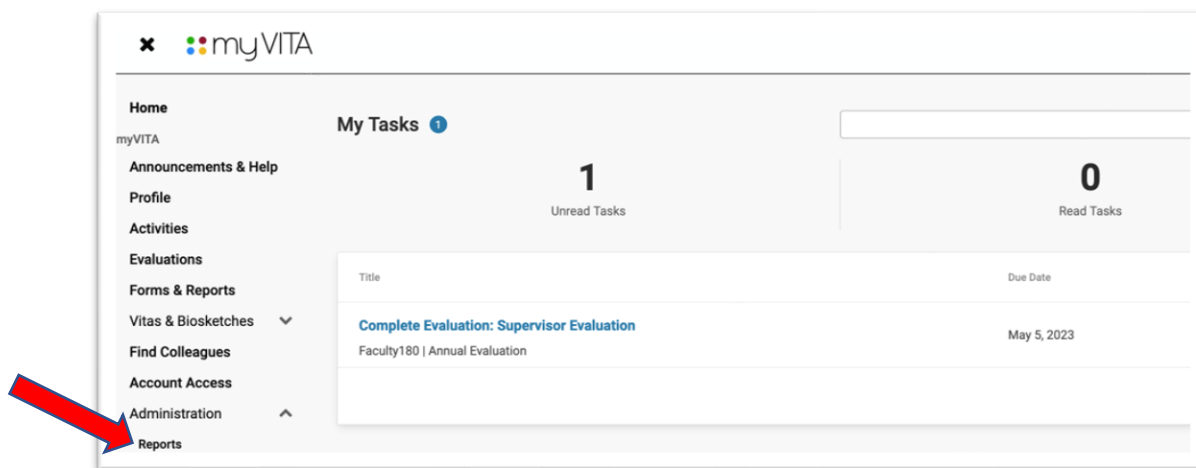 myVITA
Home
myVITA
Announcements & Help
Profile
Activities
Evaluations
Forms & Reports
Vitas & Biosketches
Find Colleagues
Account Access
Administration
Reports
My Tasks 1
1
Unread Tasks
0
Read Tasks
Title
Due Date
Complete Evaluation: Supervisor Evaluation
Faculty180 | Annual Evaluation
May 5, 2023